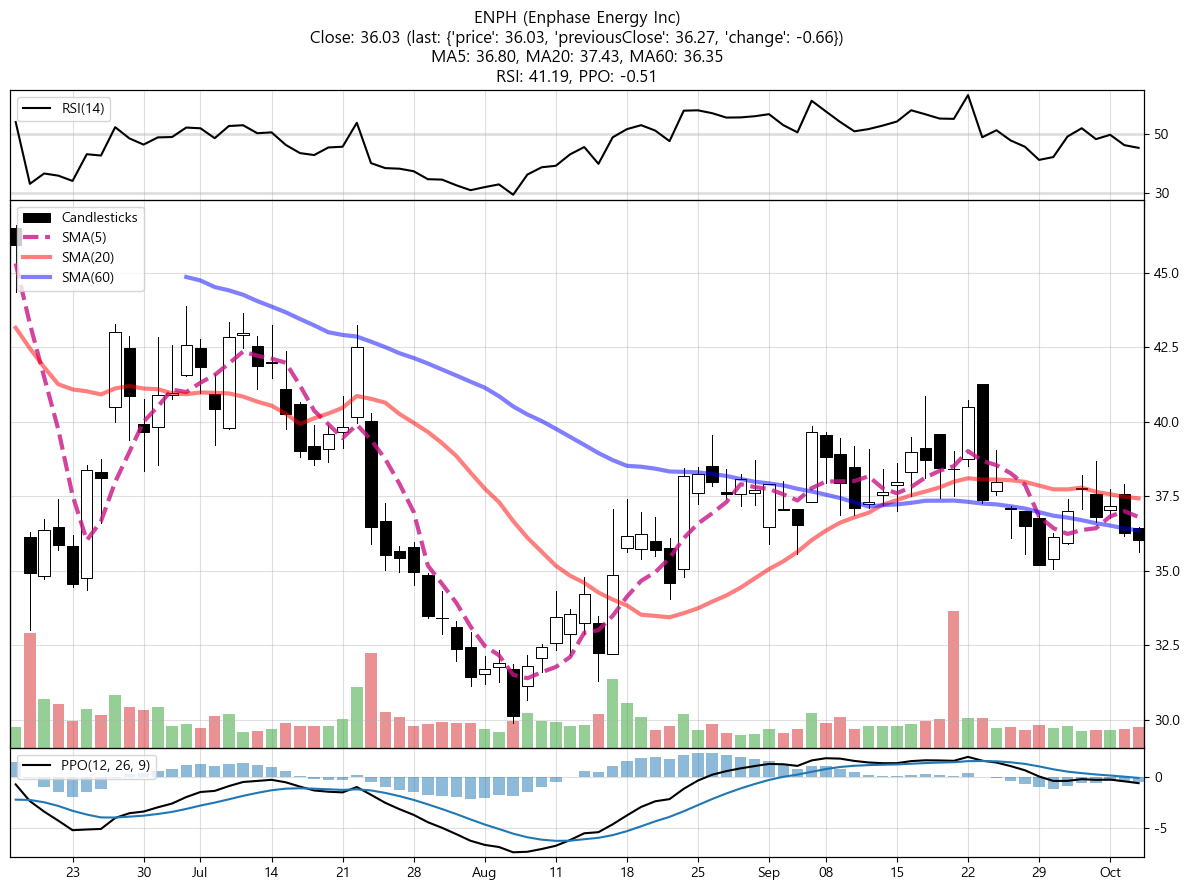 ENPH (Enphase Energy Inc)
Close: 36.03 (last: {'price': 36.03, 'previousClose': 36.27, 'change': -0.66})
MA5: 36.80, MA20: 37.43, MA60: 36.35
RSI: 41.19, PPO: -0.51
RSI(14)
50
30
Candlesticks
SMA(5)
SMA(20)
SMA(60)
45.0
42.5
40.0
37.5
35.0
32.5
30.0
PPO(12, 26, 9)
0
-5
23 30 Jul 14 21 28 Aug 11 18 25 Sep 08 15 22 29 Oct